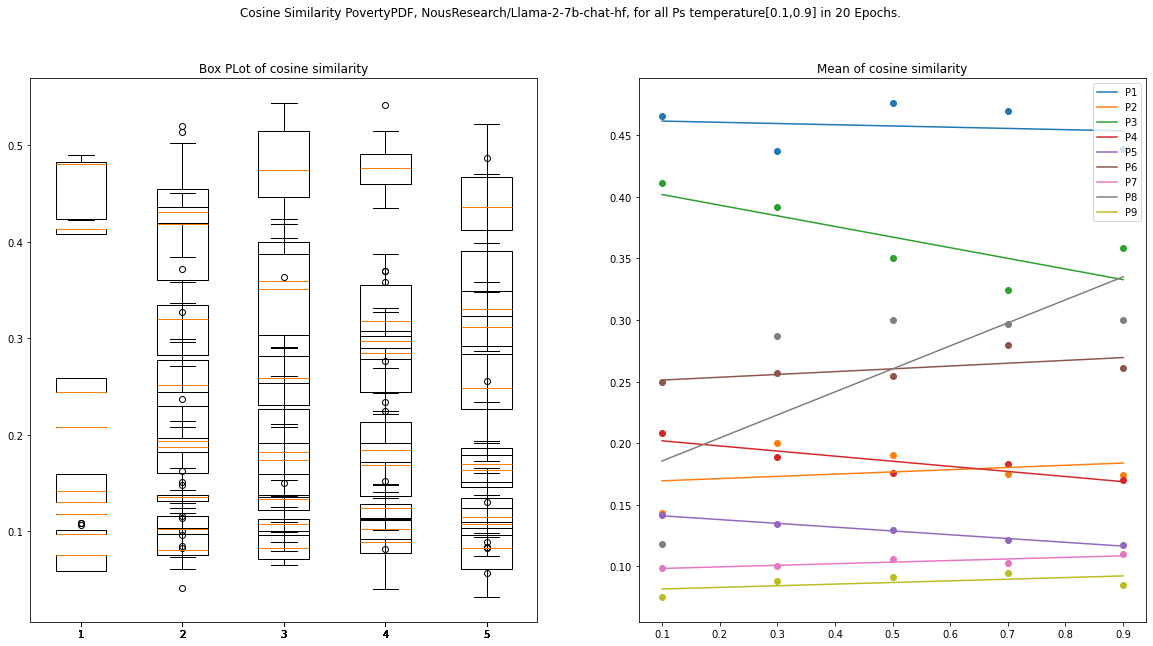 Cosine Similarity PovertyPDF, NousResearch/Llama-2-7b-chat-hf, for all Ps temperature[0.1,0.9] in 20 Epochs.
Box PLot of cosine similarity
0.5
0.4
0.3
0.2
0.1
1 2 3 4 5
Mean of cosine similarity
P1
P2
P3
P4
P5
P6
P7
P8
P9
0.45
0.40
0.35
0.30
0.25
0.20
0.15
0.10
0.1 0.2 0.3 0.4 0.5 0.6 0.7 0.8 0.9